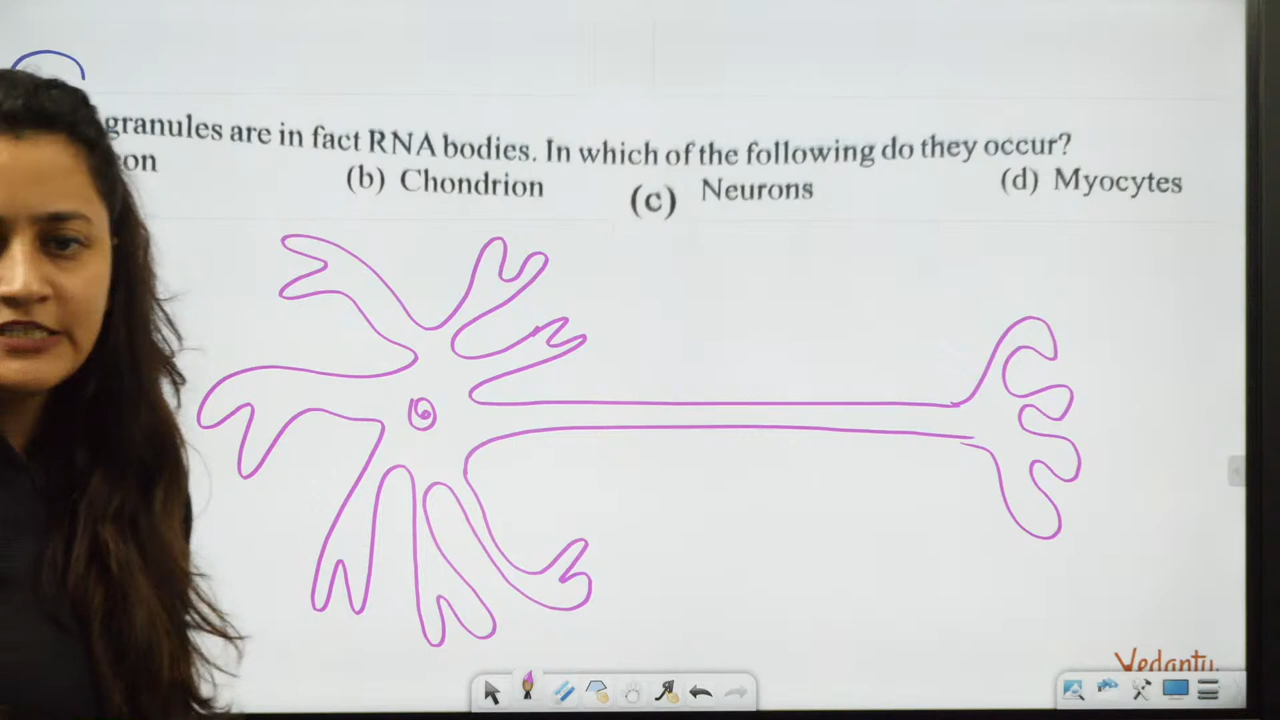 granules are in fact RNA bodies. In which of the following do they occur?
on (b) Chondrion (c) Neurons (d) Myocytes
Vedantu